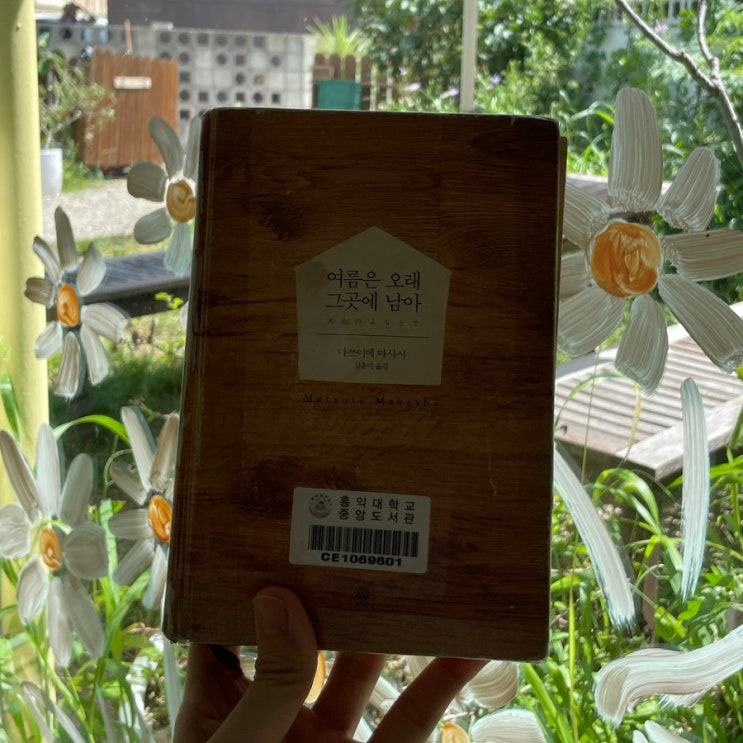 여름은 오래
그곳에 남아
마쓰이에 마사시
김춘미 옮김
Matsuie Masashi
홍익대학교
중앙도서관
CE1069601